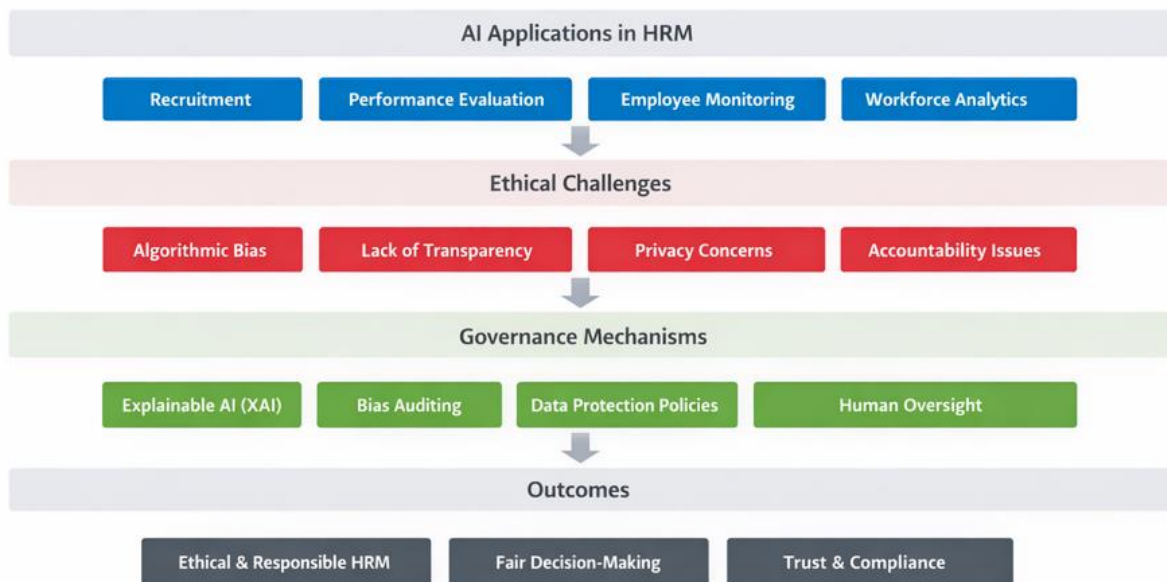 AI Applications in HRM
Recruitment Performance Evaluation Employee Monitoring Workforce Analytics
Ethical Challenges
Algorithmic Bias Lack of Transparency Privacy Concerns Accountability Issues
Governance Mechanisms
Explainable AI (XAI) Bias Auditing Data Protection Policies Human Oversight
Outcomes
Ethical & Responsible HRM Fair Decision-Making Trust & Compliance